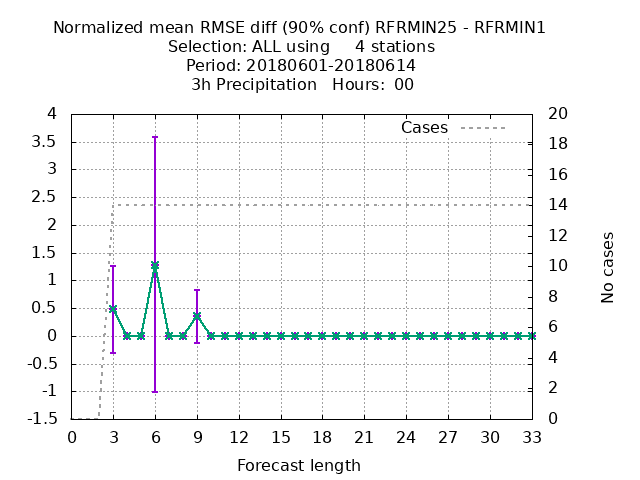 Normalized mean RMSE diff (90% conf) RFRMIN25 - RFRMIN1
Selection: ALL using     4 stations
Period: 20180601-20180614
3h Precipitation   Hours:  00
Cases
4
3.5
3
2.5
2
1.5
1
0.5
0
-0.5
-1
-1.5
20
18
16
14
12
10
8
6
4
2
0
No cases
0 3 6 9 12 15 18 21 24 27 30 33
Forecast length